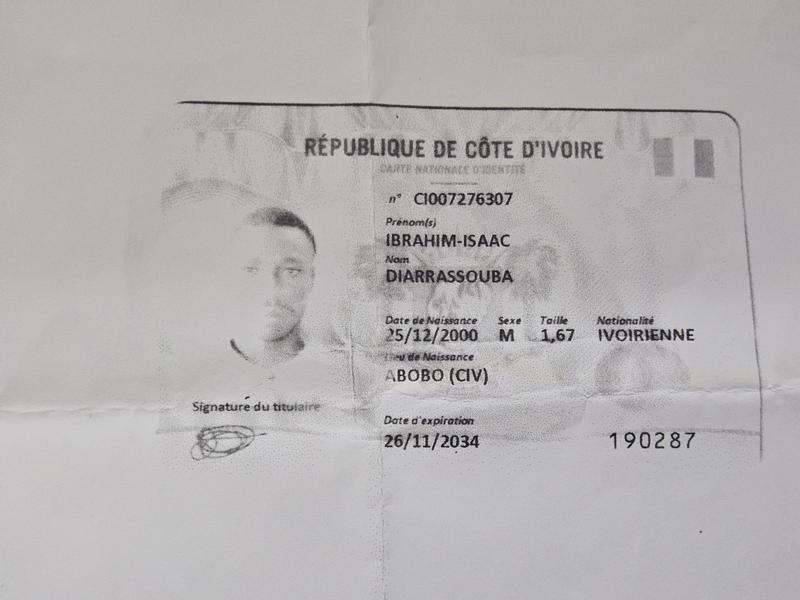 RÉPUBLIQUE DE CÔTE D'IVOIRE
CARTE NATIONALE D'IDENTITÉ
n° CI007276307
Prénom(s)
IBRAHIM-ISAAC
Nom
DIARRASSOUBA
Date de Naissance Sexe Taille Nationalité
25/12/2000 M 1,67 IVOIRIENNE
Lieu de Naissance
ABOBO (CIV)
Signature du titulaire
Date d'expiration
26/11/2034 190287